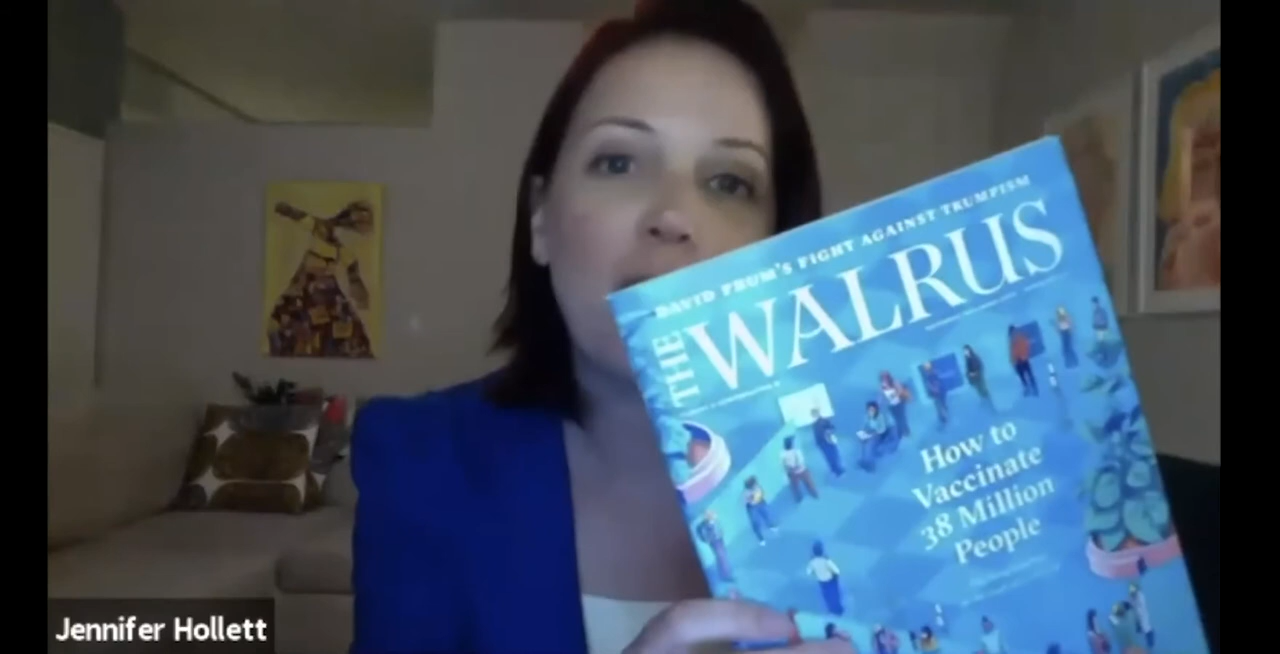 DAVID FRUM'S FIGHT AGAINST TRUMPISM
THE WALRUS
How to
Vaccinate
38 Million
People
Jennifer Hollett